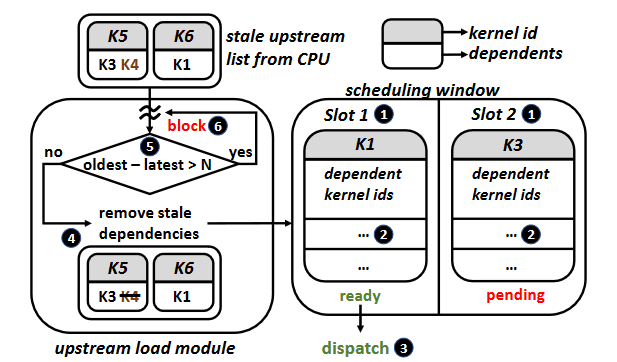 K5
K6
K3 K4
K1
stale upstream
list from CPU
kernel id
dependents
scheduling window
block 6
5
no
oldest – latest > N
yes
4
remove stale
dependencies
K5
K6
K3 K4
K1
upstream load module
Slot 1 1
K1
dependent
kernel ids
... 2
...
ready
dispatch 3
Slot 2 1
K3
dependent
kernel ids
... 2
...
pending